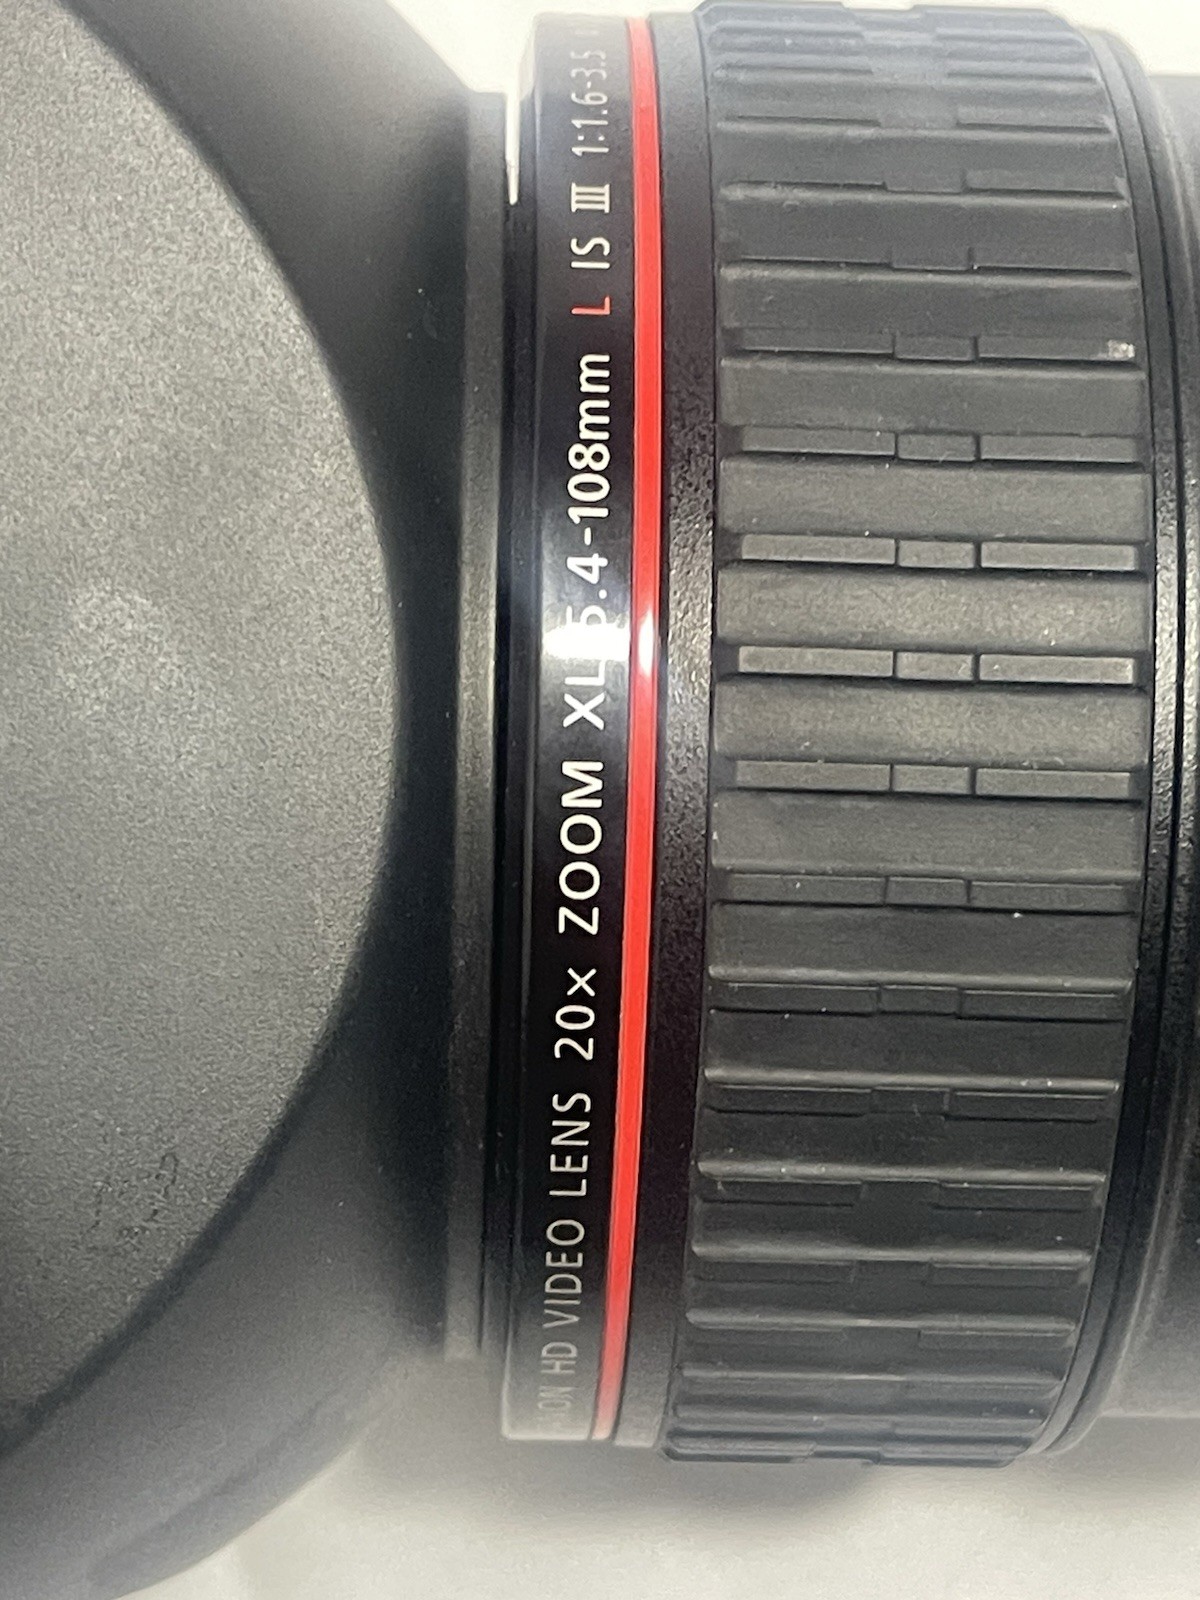 HD VIDEO LENS 20× ZOOM XL 5.4-108mm L IS III 1:1.6-3.5